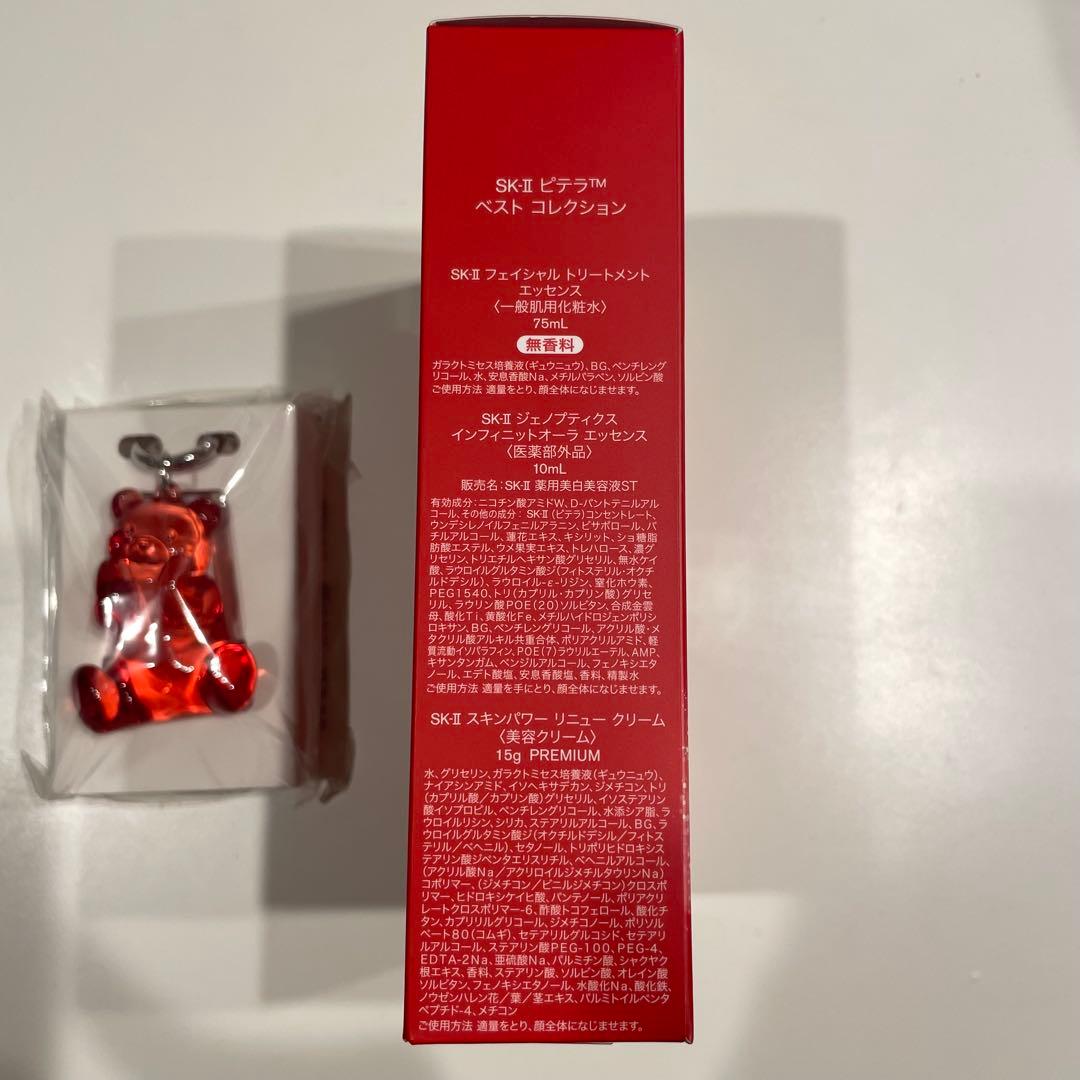 SK-II ピテラ™
ベスト コレクション
SK-II フェイシャル トリートメント
エッセンス
〈一般肌用化粧水〉
75mL
無香料
ガラクトミセス培養液(ギュウニュウ)、BG、ペンチレング
リコール、水、安息香酸Na、メチルパラベン、ソルビン酸
ご使用方法 適量をとり、顔全体になじませます。
SK-II ジェノプティクス
インフィニットオーラ エッセンス
〈医薬部外品〉
10mL
販売名:SK-II 薬用美白美容液ST
有効成分:ニコチン酸アミドW、D-パントテニルアル
コール、その他の成分: SK-II(ピテラ)コンセントレート、
ウンデシレノイルフェニルアラニン、ビサボロール、バ
チルアルコール、蓮花エキス、キシリット、ショ糖脂
肪酸エステル、ウメ果実エキス、トレハロース、濃グ
リセリン、トリエチルヘキサン酸グリセリル、無水ケイ
酸、ラウロイルグルタミン酸ジ(フィトステリル・オクチ
ルドデシル)、ラウロイル-ε-リジン、窒化ホウ素、
PEG1540、トリ(カプリル・カプリン酸)グリセ
リル、ラウリン酸POE(20)ソルビタン、合成金雲
母、酸化Ti、黄酸化Fe、メチルハイドロジェンポリシ
ロキサン、BG、ペンチレングリコール、アクリル酸・メ
タクリル酸アルキル共重合体、ポリアクリルアミド、軽
質流動イソパラフィン、POE(7)ラウリルエーテル、AMP、
キサンタンガム、ベンジルアルコール、フェノキシエタ
ノール、エデト酸塩、安息香酸塩、香料、精製水
ご使用方法 適量を手にとり、顔全体になじませます。
SK-II スキンパワー リニュー クリーム
〈美容クリーム〉
15g PREMIUM
水、グリセリン、ガラクトミセス培養液(ギュウニュウ)、
ナイアシンアミド、イソヘキサデカン、ジメチコン、トリ
(カプリル酸/カプリン酸)グリセリル、イソステアリン
酸イソプロピル、ペンチレングリコール、水添シア脂、ラ
ウロイルリシン、シリカ、ステアリルアルコール、BG、ラ
ウロイルグルタミン酸ジ(オクチルドデシル/フィトス
テリル/ベヘニル)、セタノール、トリポリヒドロキシス
テアリン酸ジペンタエリスリチル、ベヘニルアルコール、
(アクリル酸Na/アクリロイルジメチルタウリンNa)
コポリマー、(ジメチコン/ビニルジメチコン)クロスポ
リマー、ヒドロキシケイヒ酸、パンテノール、ポリアクリ
レートクロスポリマー-6、酢酸トコフェロール、酸化チ
タン、カプリリルグリコール、ジメチコノール、ポリソル
ベート80(コムギ)、セテアリルグルコシド、セテアリ
ルアルコール、ステアリン酸PEG-100、PEG-4、
EDTA-2Na、亜硫酸Na、パルミチン酸、シャクヤク
根エキス、香料、ステアリン酸、ソルビン酸、オレイン酸
ソルビタン、フェノキシエタノール、水酸化Na、酸化鉄、
ノウゼンハレン花/葉/茎エキス、パルミトイルペンタ
ペプチド-4、メチコン
ご使用方法 適量をとり、顔全体になじませます。